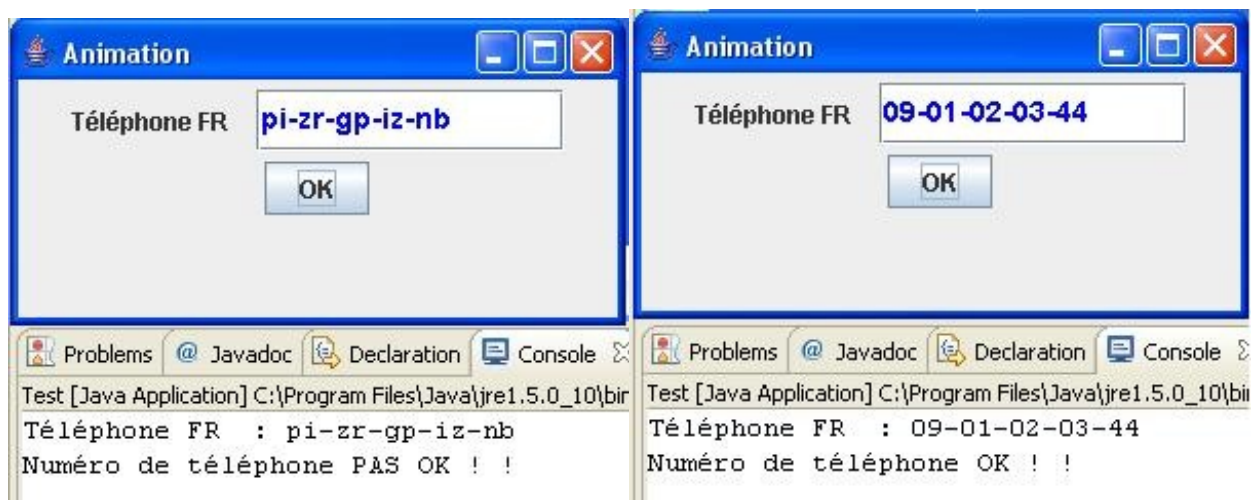 Animation
Téléphone FR pi-zr-gp-iz-nb
OK
Problems @ Javadoc Declaration Console
Test [Java Application] C:\Program Files\Java\jre1.5.0_10\bin
Téléphone FR : pi-zr-gp-iz-nb
Numéro de téléphone PAS OK ! !
Animation
Téléphone FR 09-01-02-03-44
OK
Problems @ Javadoc Declaration Console
Test [Java Application] C:\Program Files\Java\jre1.5.0_10\bi
Téléphone FR : 09-01-02-03-44
Numéro de téléphone OK ! !